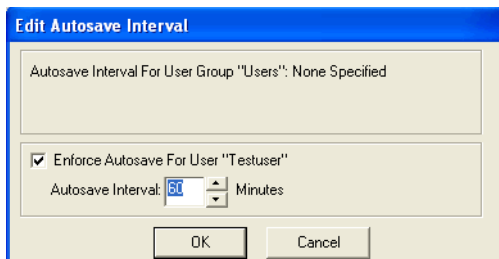 Edit Autosave Interval
Autosave Interval For User Group "Users": None Specified
Enforce Autosave For User "Testuser"
Autosave Interval: 60 Minutes
OK Cancel